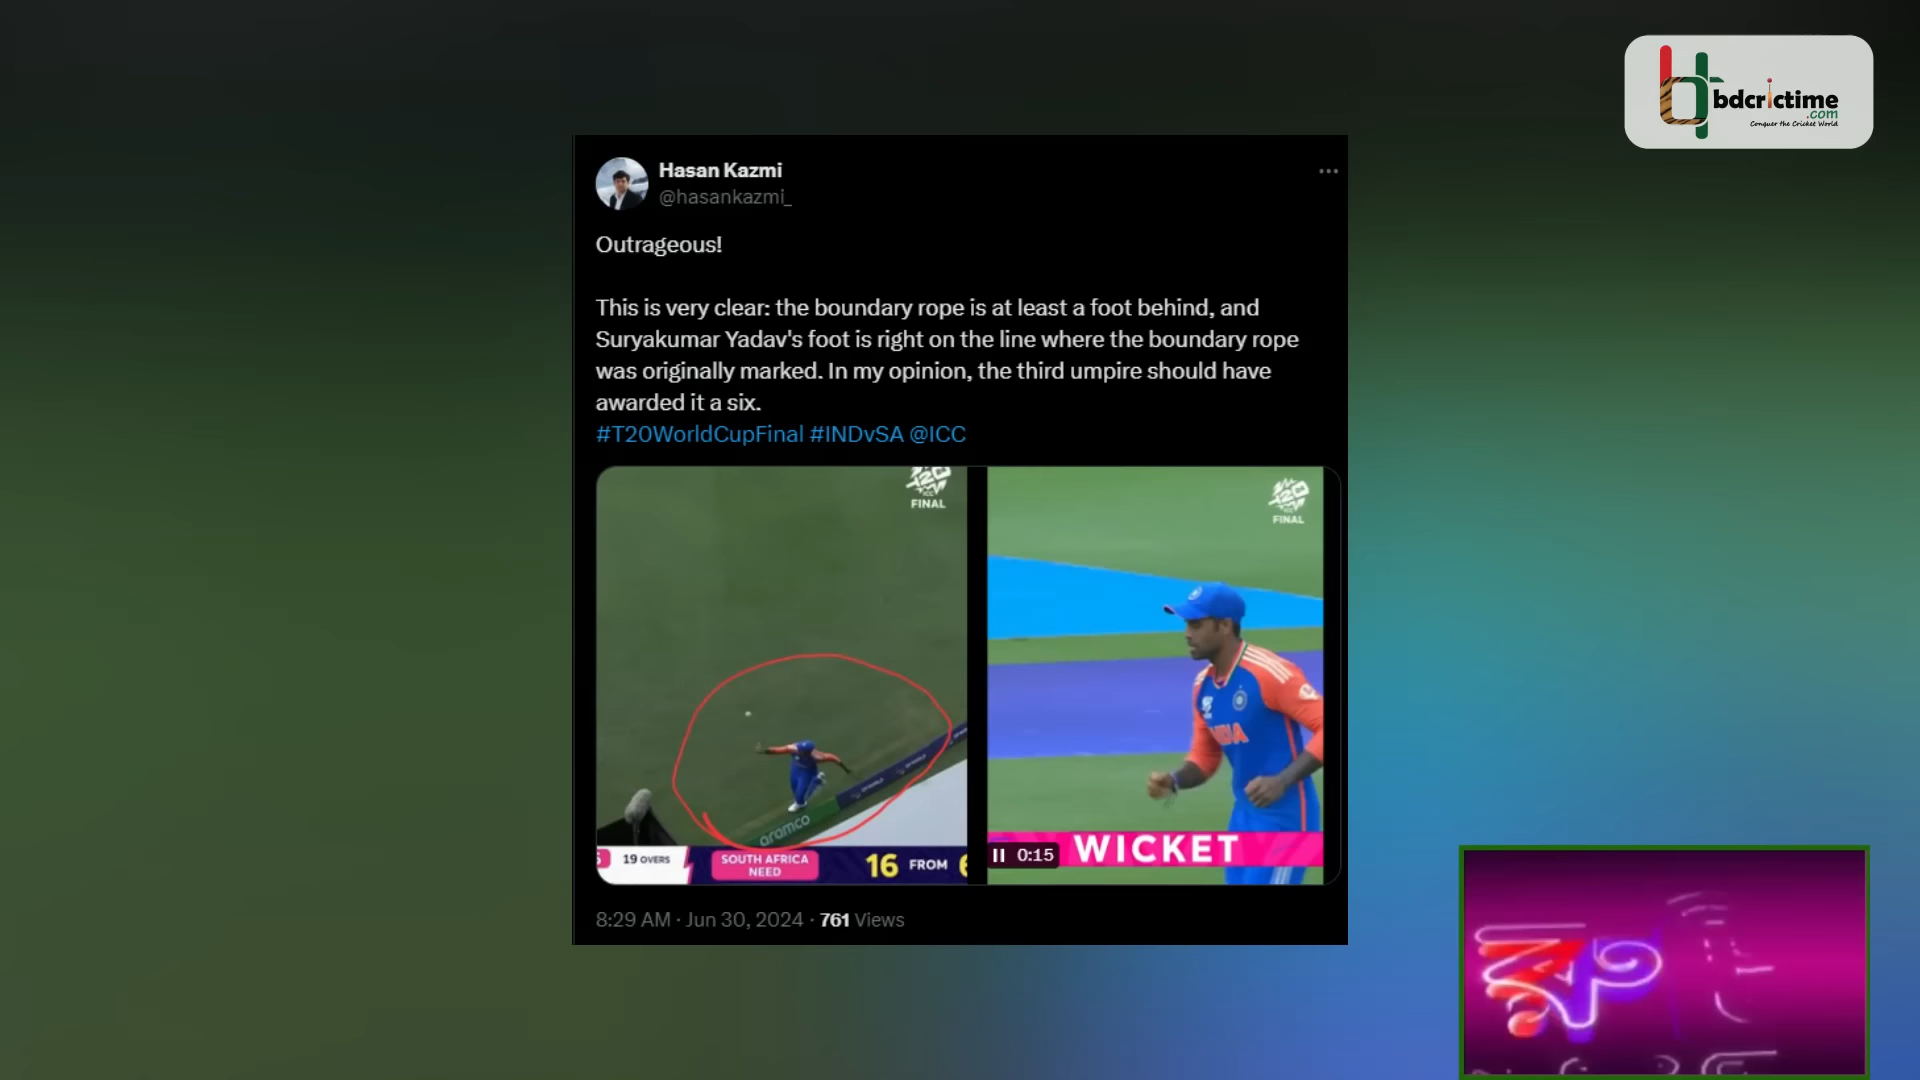 bdcrictime
.com
Conquer the Cricket World
Hasan Kazmi
@hasankazmi_
Outrageous!
This is very clear: the boundary rope is at least a foot behind, and
Suryakumar Yadav's foot is right on the line where the boundary rope
was originally marked. In my opinion, the third umpire should have
awarded it a six.
#T20WorldCupFinal #INDvSA @ICC
FINAL
FINAL
INDIA
aramco
19 OVERS
SOUTH AFRICA
NEED
16 FROM 6
0:15
WICKET
8:29 AM · Jun 30, 2024 · 761 Views